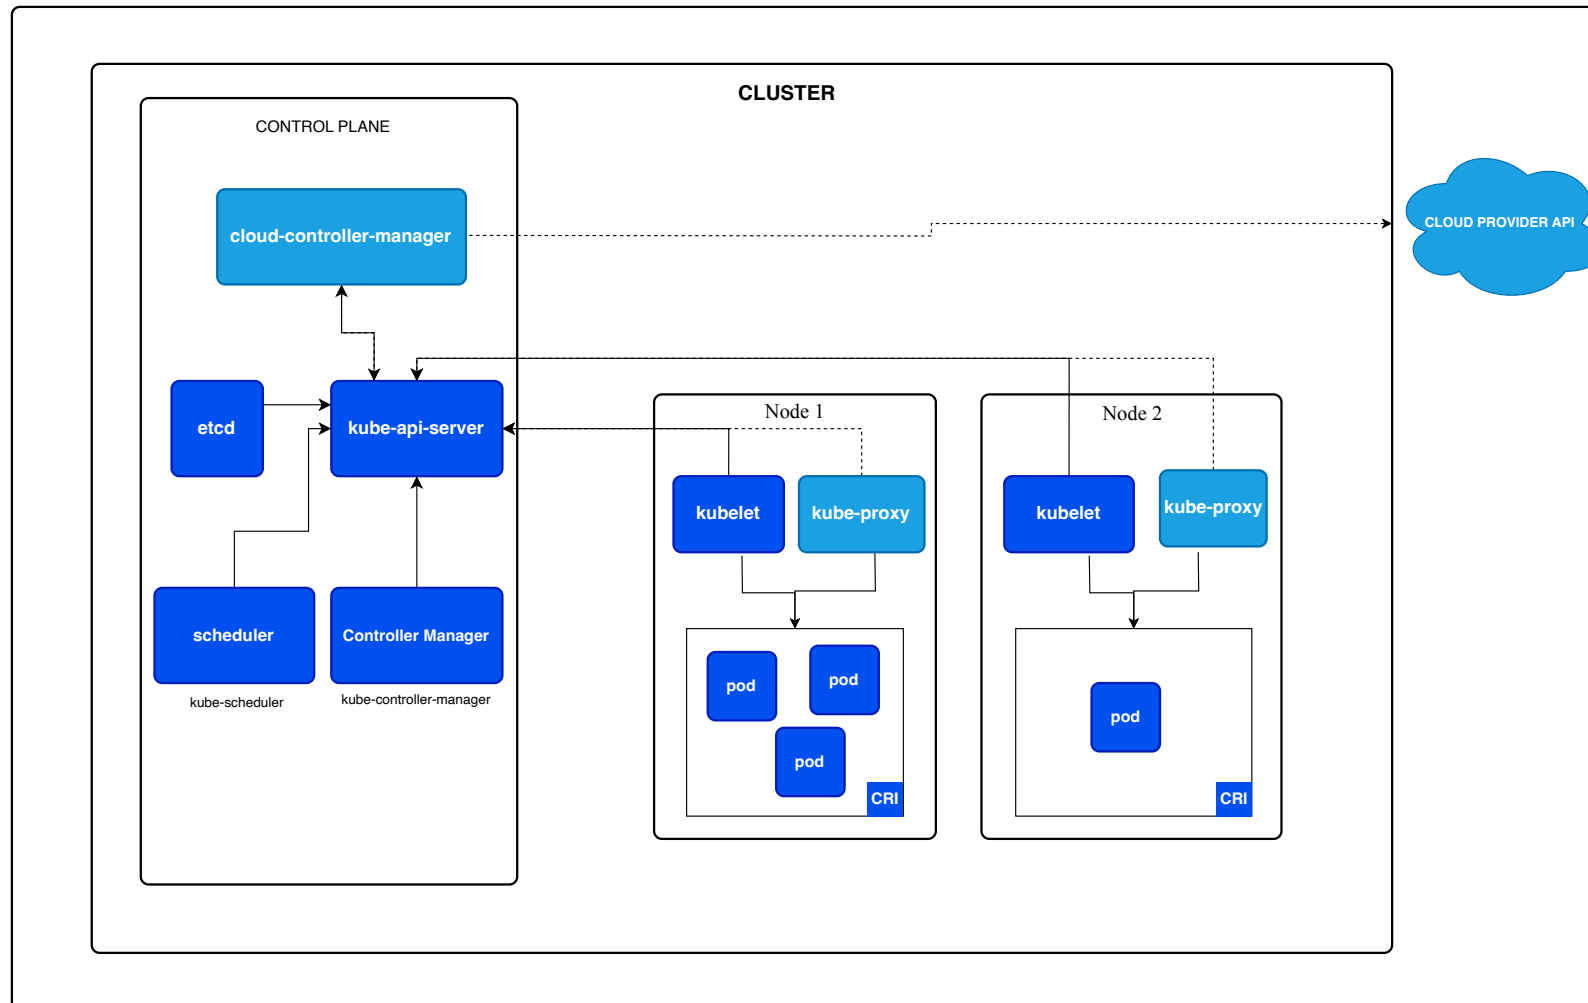 CLUSTER
CONTROL PLANE
cloud-controller-manager
CLOUD PROVIDER API
etcd
kube-api-server
scheduler
kube-scheduler
Controller Manager
kube-controller-manager
Node 1
kubelet
kube-proxy
pod
pod
pod
CRI
Node 2
kubelet
kube-proxy
pod
CRI